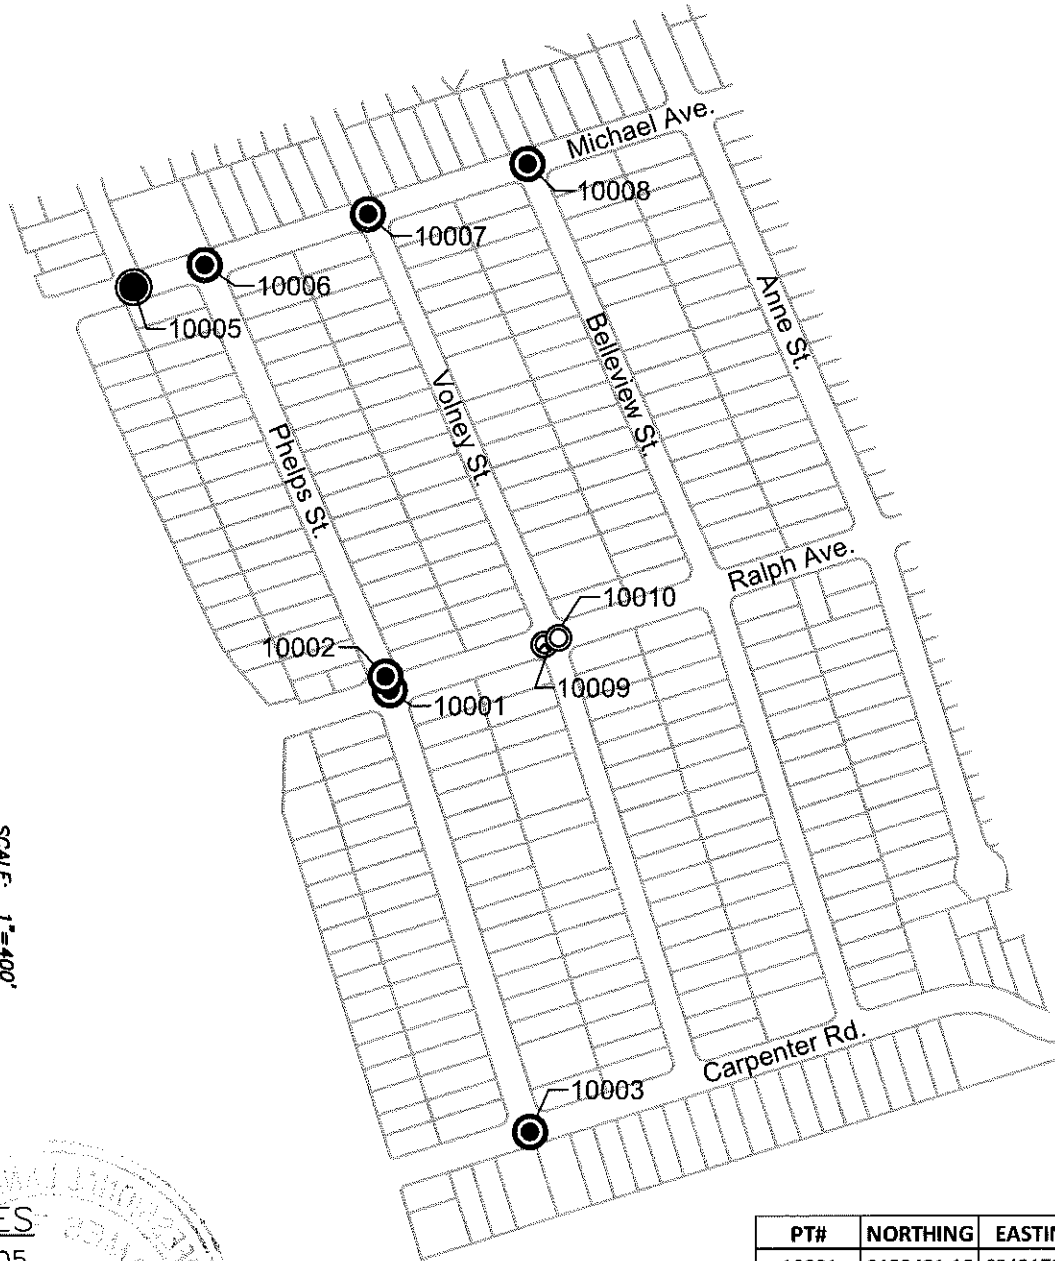 Michael Ave.
10008
10007
10006
10005
Anne St.
Belleview St.
Volney St.
Phelps St.
Ralph Ave.
10010
10002
10009
10001
SCALE: 1"=400'
Carpenter Rd.
10003
PT# NORTHING